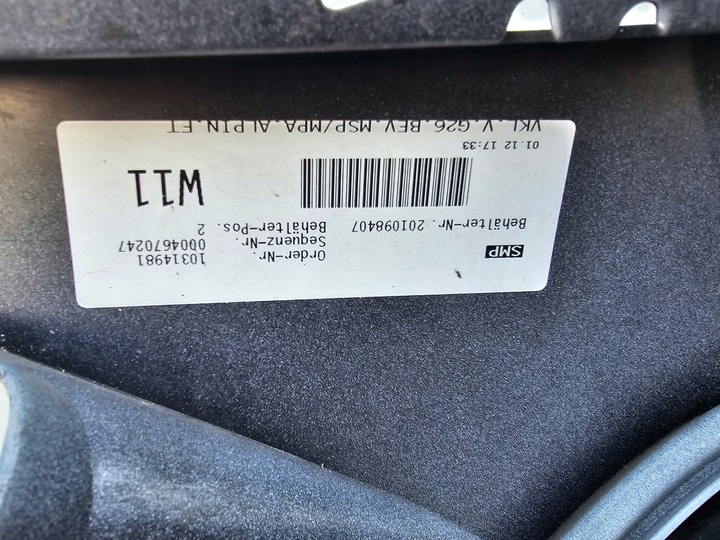 Order-Nr. 10314981
SMP
Sequenz-Nr. 0004670247
Behälter-Nr. 201098407 Behälter-Pos. 2
W11
01.12 17:33
VKL.V.G26.BEV.MSP/MPA.ALPIN.ET